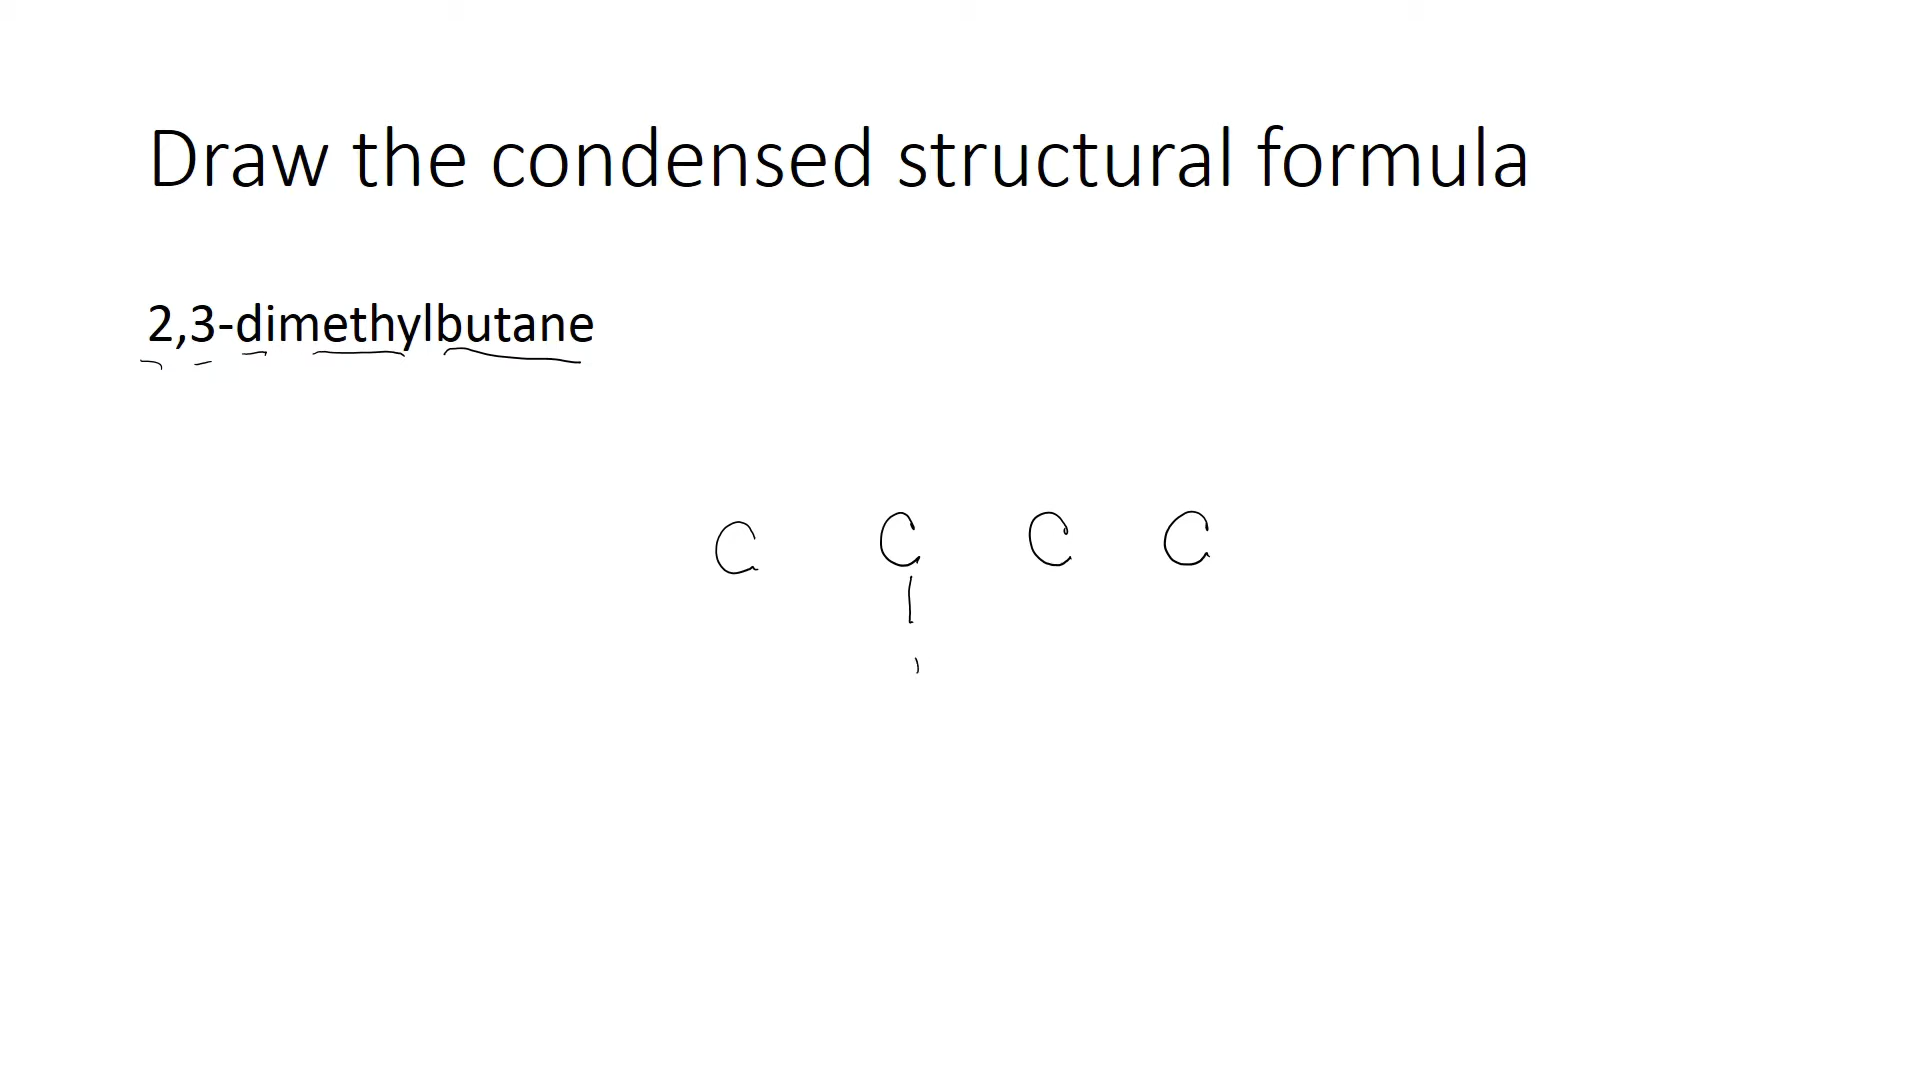 Draw the condensed structural formula
2,3-dimethylbutane
C C C C